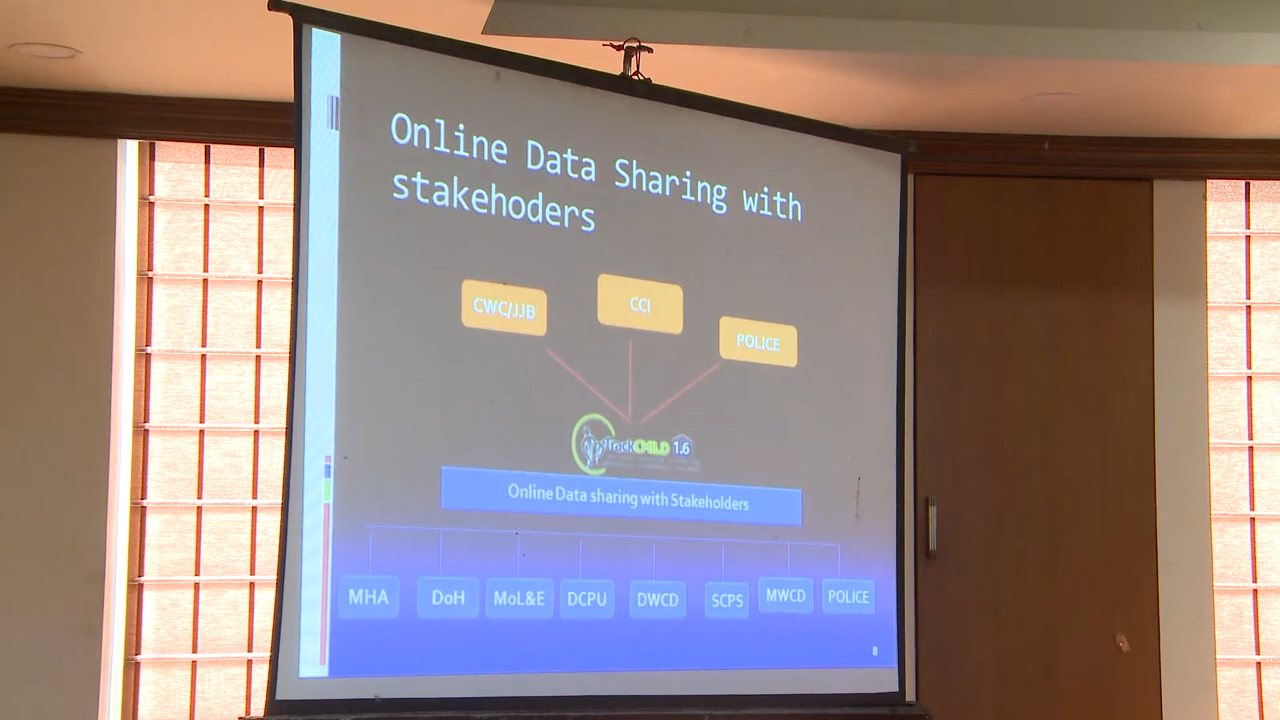 Online Data Sharing with
stakehoders
CWC/JJB
CCI
POLICE
TrackCHILD 1.6
Online Data sharing with Stakeholders
MHA
DoH
MoL&E
DCPU
DWCD
SCPS
MWCD
POLICE
8